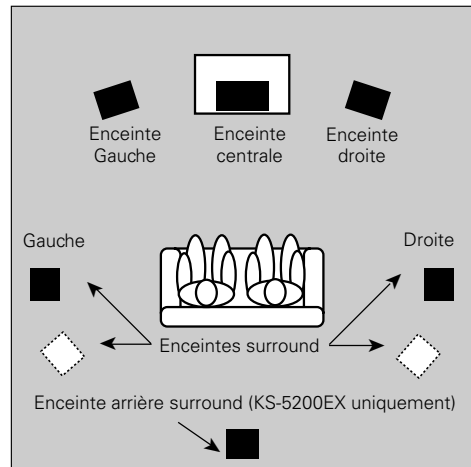 Enceinte
Gauche
Enceinte
centrale
Enceinte
droite
Gauche
Droite
Enceintes surround
Enceinte arrière surround (KS-5200EX uniquement)